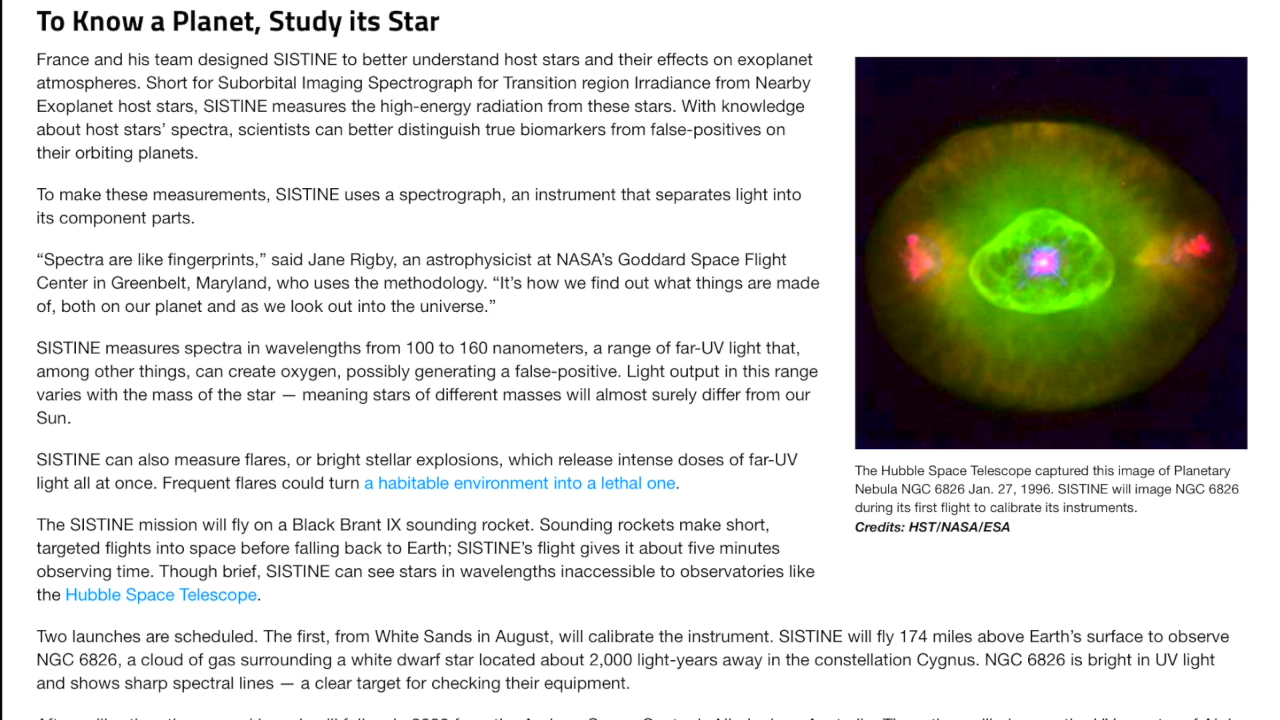 To Know a Planet, Study its Star
France and his team designed SISTINE to better understand host stars and their effects on exoplanet
atmospheres. Short for Suborbital Imaging Spectrograph for Transition region Irradiance from Nearby
Exoplanet host stars, SISTINE measures the high-energy radiation from these stars. With knowledge
about host stars’ spectra, scientists can better distinguish true biomarkers from false-positives on
their orbiting planets.
To make these measurements, SISTINE uses a spectrograph, an instrument that separates light into
its component parts.
“Spectra are like fingerprints,” said Jane Rigby, an astrophysicist at NASA’s Goddard Space Flight
Center in Greenbelt, Maryland, who uses the methodology. “It’s how we find out what things are made
of, both on our planet and as we look out into the universe.”
SISTINE measures spectra in wavelengths from 100 to 160 nanometers, a range of far-UV light that,
among other things, can create oxygen, possibly generating a false-positive. Light output in this range
varies with the mass of the star — meaning stars of different masses will almost surely differ from our
Sun.
SISTINE can also measure flares, or bright stellar explosions, which release intense doses of far-UV
light all at once. Frequent flares could turn a habitable environment into a lethal one.
The SISTINE mission will fly on a Black Brant IX sounding rocket. Sounding rockets make short,
targeted flights into space before falling back to Earth; SISTINE’s flight gives it about five minutes
observing time. Though brief, SISTINE can see stars in wavelengths inaccessible to observatories like
the Hubble Space Telescope.
The Hubble Space Telescope captured this image of Planetary
Nebula NGC 6826 Jan. 27, 1996. SISTINE will image NGC 6826
during its first flight to calibrate its instruments.
Credits: HST/NASA/ESA
Two launches are scheduled. The first, from White Sands in August, will calibrate the instrument. SISTINE will fly 174 miles above Earth’s surface to observe
NGC 6826, a cloud of gas surrounding a white dwarf star located about 2,000 light-years away in the constellation Cygnus. NGC 6826 is bright in UV light
and shows sharp spectral lines — a clear target for checking their equipment.